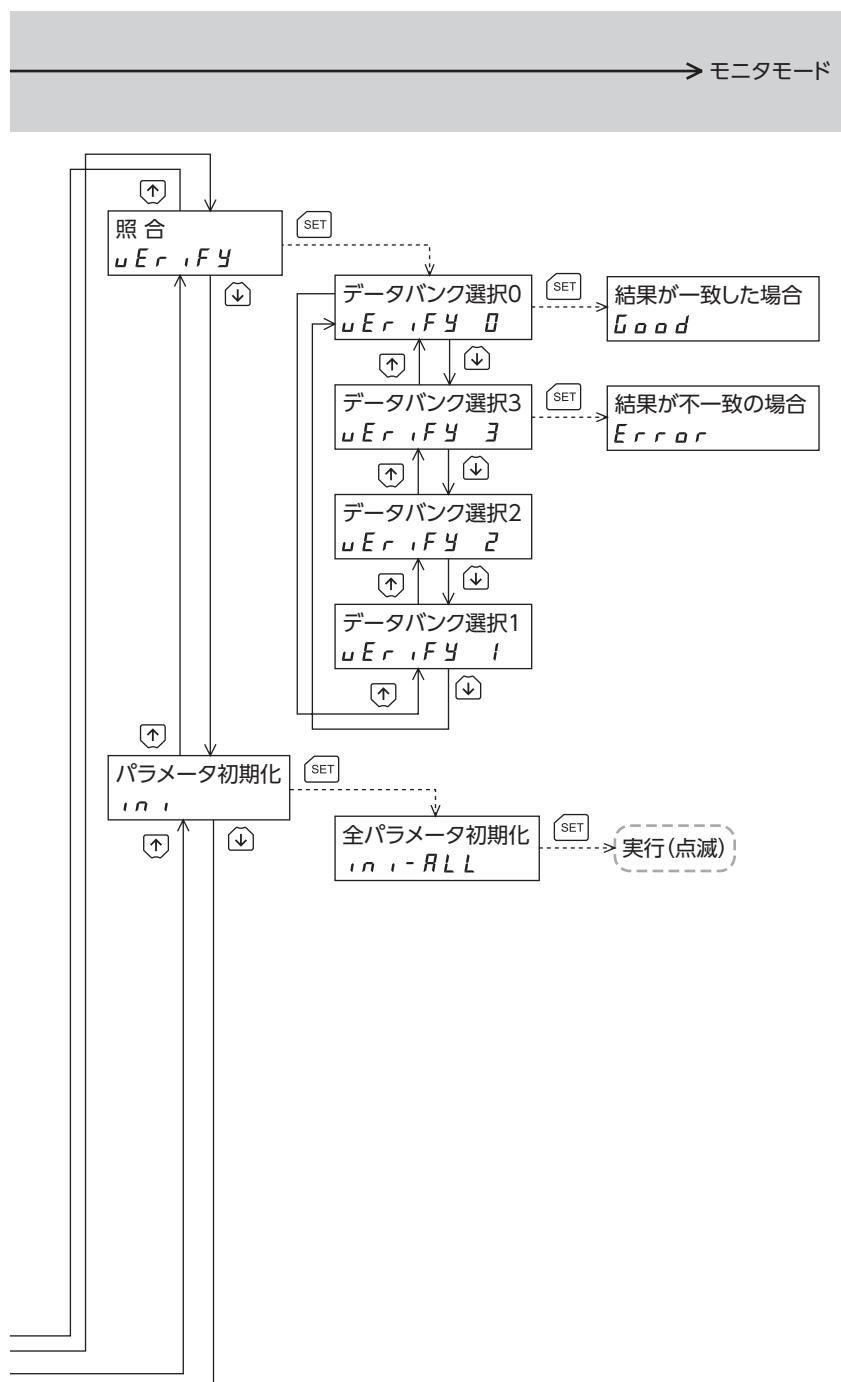 モニタモード
照合
SET
uEriFY
データバンク選択0
uEriFY 0
SET
結果が一致した場合
Good
データバンク選択3
uEriFY 3
SET
結果が不一致の場合
Error
データバンク選択2
uEriFY 2
データバンク選択1
uEriFY 1
パラメータ初期化
ini
SET
全パラメータ初期化
ini-ALL
SET
実行(点滅)